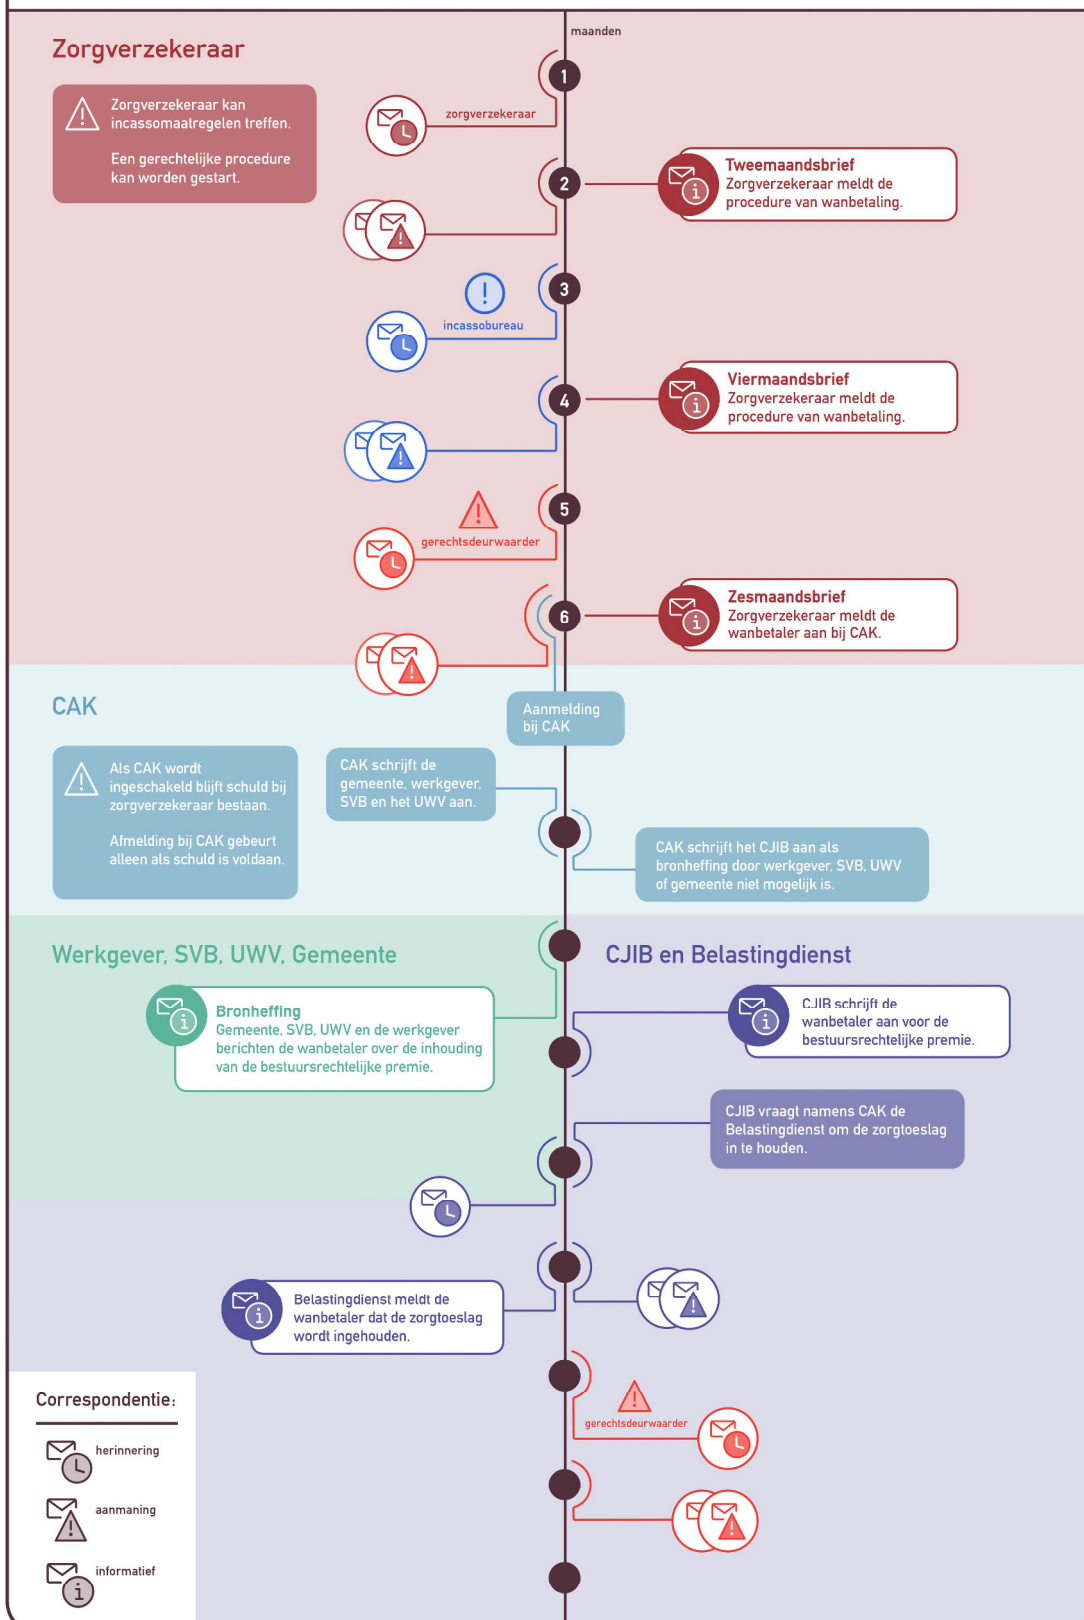 maanden
Zorgverzekeraar
Zorgverzekeraar kan
incassomaatregelen treffen.
Een gerechtelijke procedure
kan worden gestart.
1
zorgverzekeraar
2
Tweemaandsbrief
Zorgverzekeraar meldt de
procedure van wanbetaling.
3
incassobureau
4
Viermaandsbrief
Zorgverzekeraar meldt de
procedure van wanbetaling.
5
gerechtsdeurwaarder
6
Zesmaandsbrief
Zorgverzekeraar meldt de
wanbetaler aan bij CAK.
CAK
Aanmelding
bij CAK
Als CAK wordt
ingeschakeld blijft schuld bij
zorgverzekeraar bestaan.
Afmelding bij CAK gebeurt
alleen als schuld is voldaan.
CAK schrijft de
gemeente, werkgever,
SVB en het UWV aan.
CAK schrijft het CJIB aan als
bronheffing door werkgever, SVB, UWV
of gemeente niet mogelijk is.
Werkgever, SVB, UWV, Gemeente
Bronheffing
Gemeente, SVB, UWV en de werkgever
berichten de wanbetaler over de inhouding
van de bestuursrechtelijke premie.
CJIB en Belastingdienst
CJIB schrijft de
wanbetaler aan voor de
bestuursrechtelijke premie.
CJIB vraagt namens CAK de
Belastingdienst om de zorgtoeslag
in te houden.
Belastingdienst meldt de
wanbetaler dat de zorgtoeslag
wordt ingehouden.
gerechtsdeurwaarder
Correspondentie:
herinnering
aanmaning
informatief